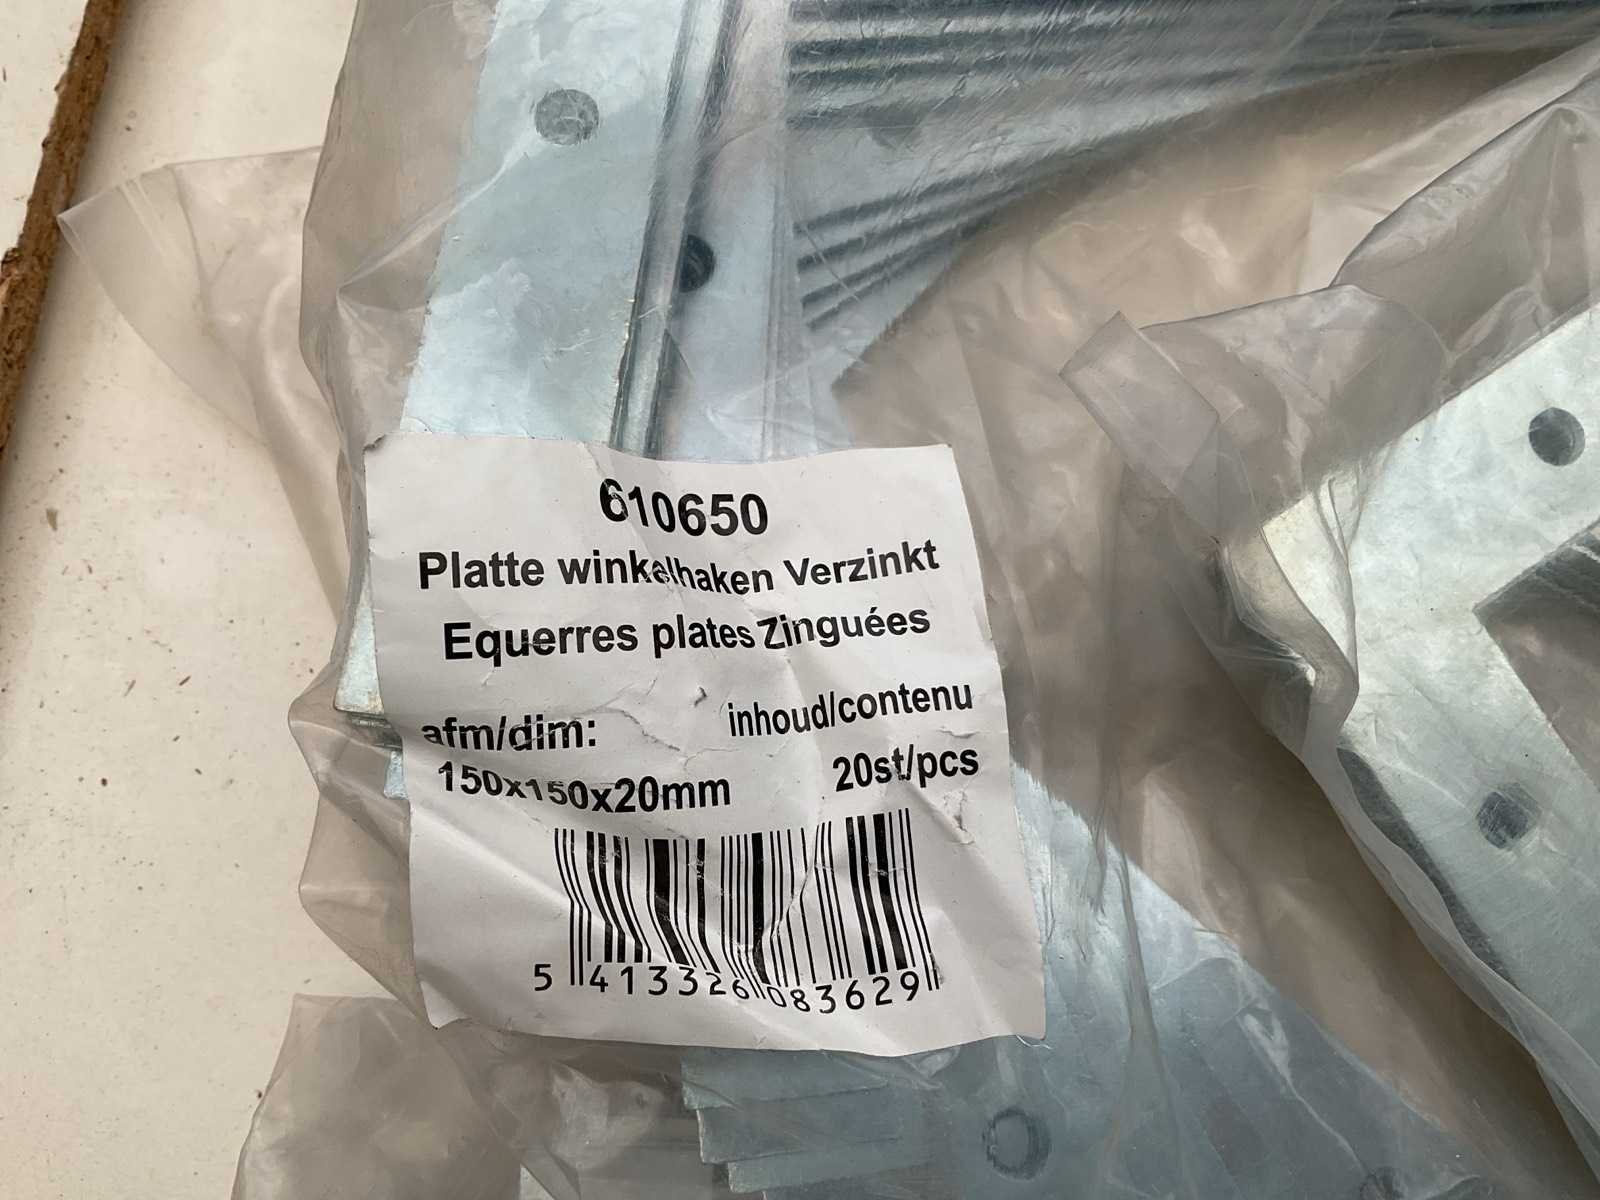 610650
Platte winkelhaken Verzinkt
Equerres plates Zinguées
afm/dim: inhoud/contenu
150x150x20mm 20st/pcs
5 413326 083629